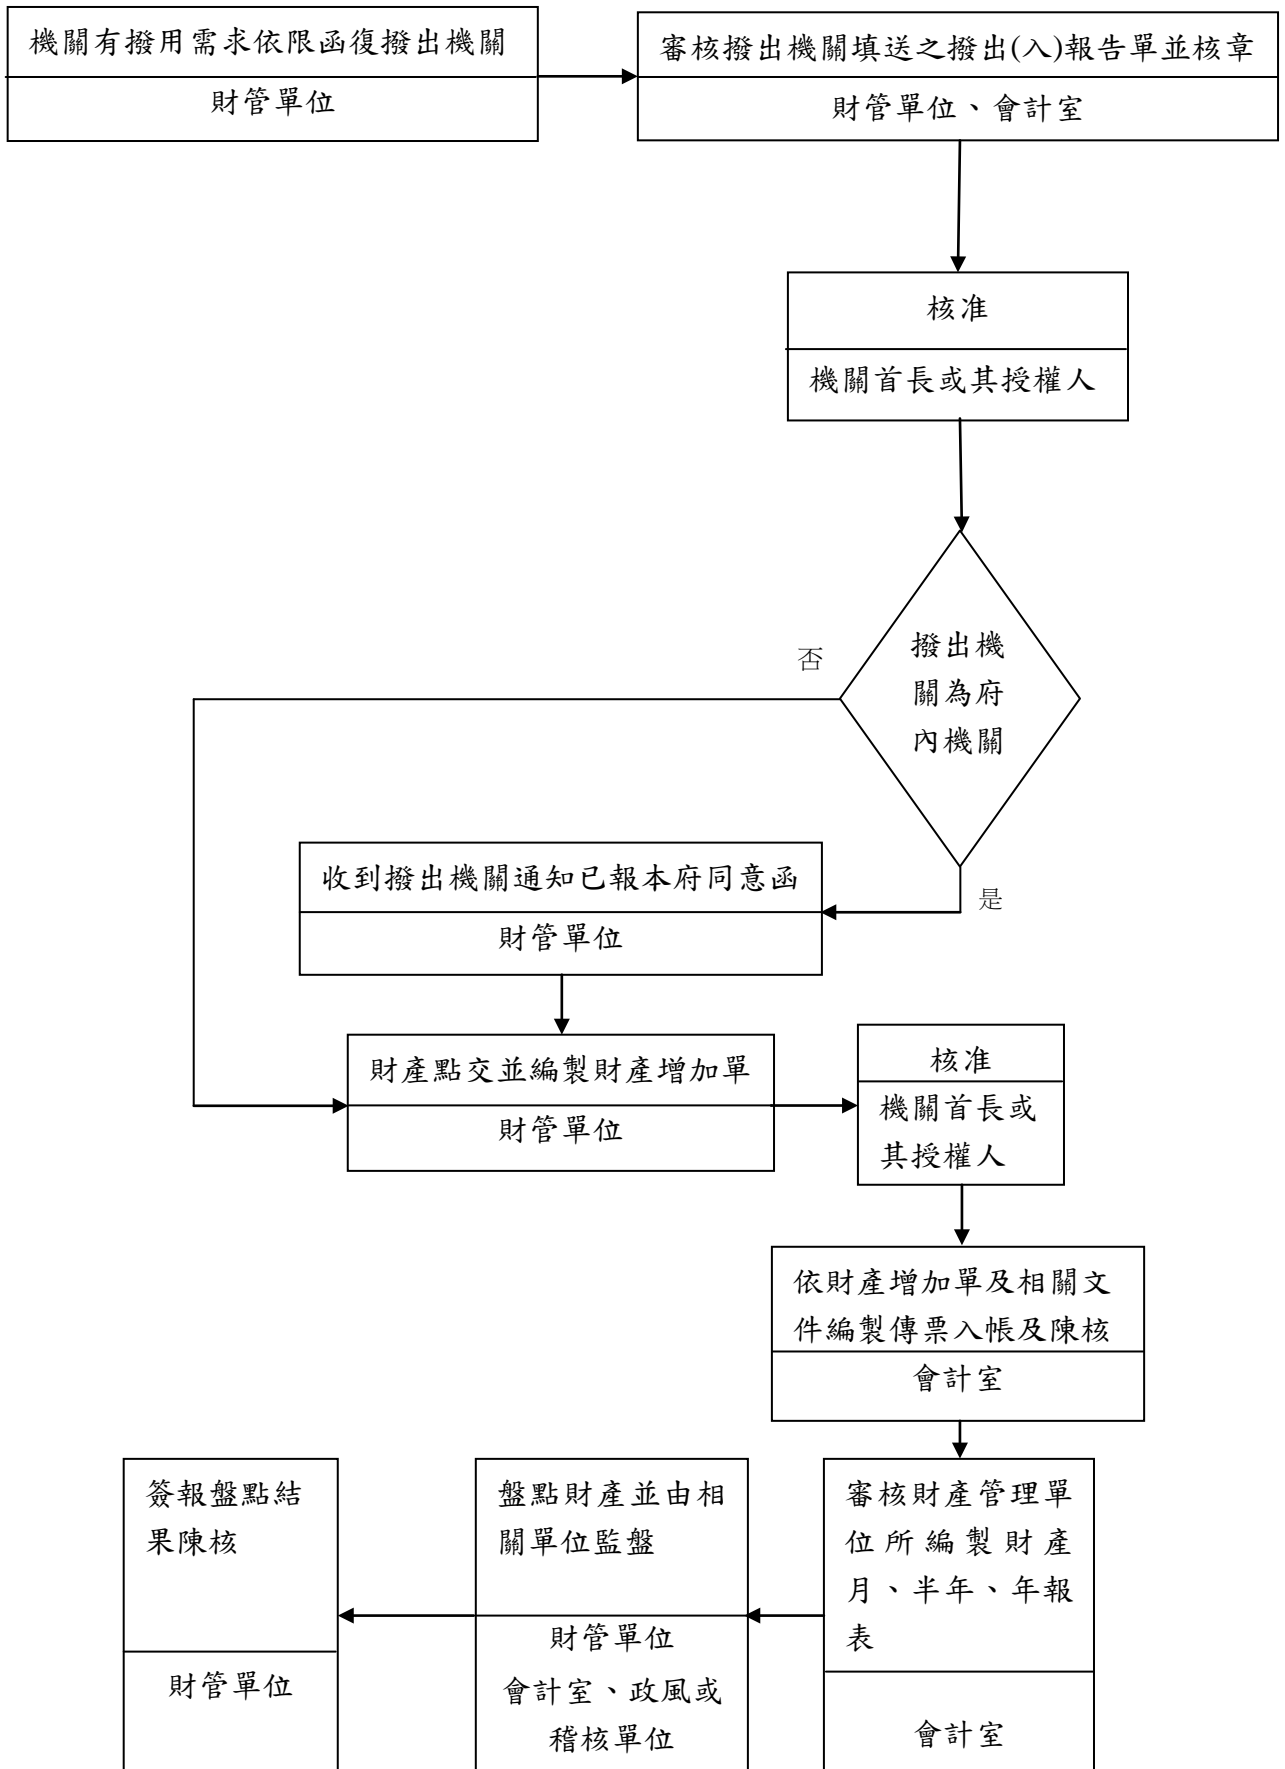 機關有撥用需求依限函復撥出機關
財管單位
審核撥出機關填送之撥出(入)報告單並核章
財管單位、會計室
核准
機關首長或其授權人
撥出機
關為府
內機關
否
是
收到撥出機關通知已報本府同意函
財管單位
財產點交並編製財產增加單
財管單位
核准
機關首長或
其授權人
依財產增加單及相關文
件編製傳票入帳及陳核
會計室
審核財產管理單
位所編製財產
月、半年、年報
表
會計室
盤點財產並由相
關單位監盤
財管單位
會計室、政風或
稽核單位
簽報盤點結
果陳核
財管單位